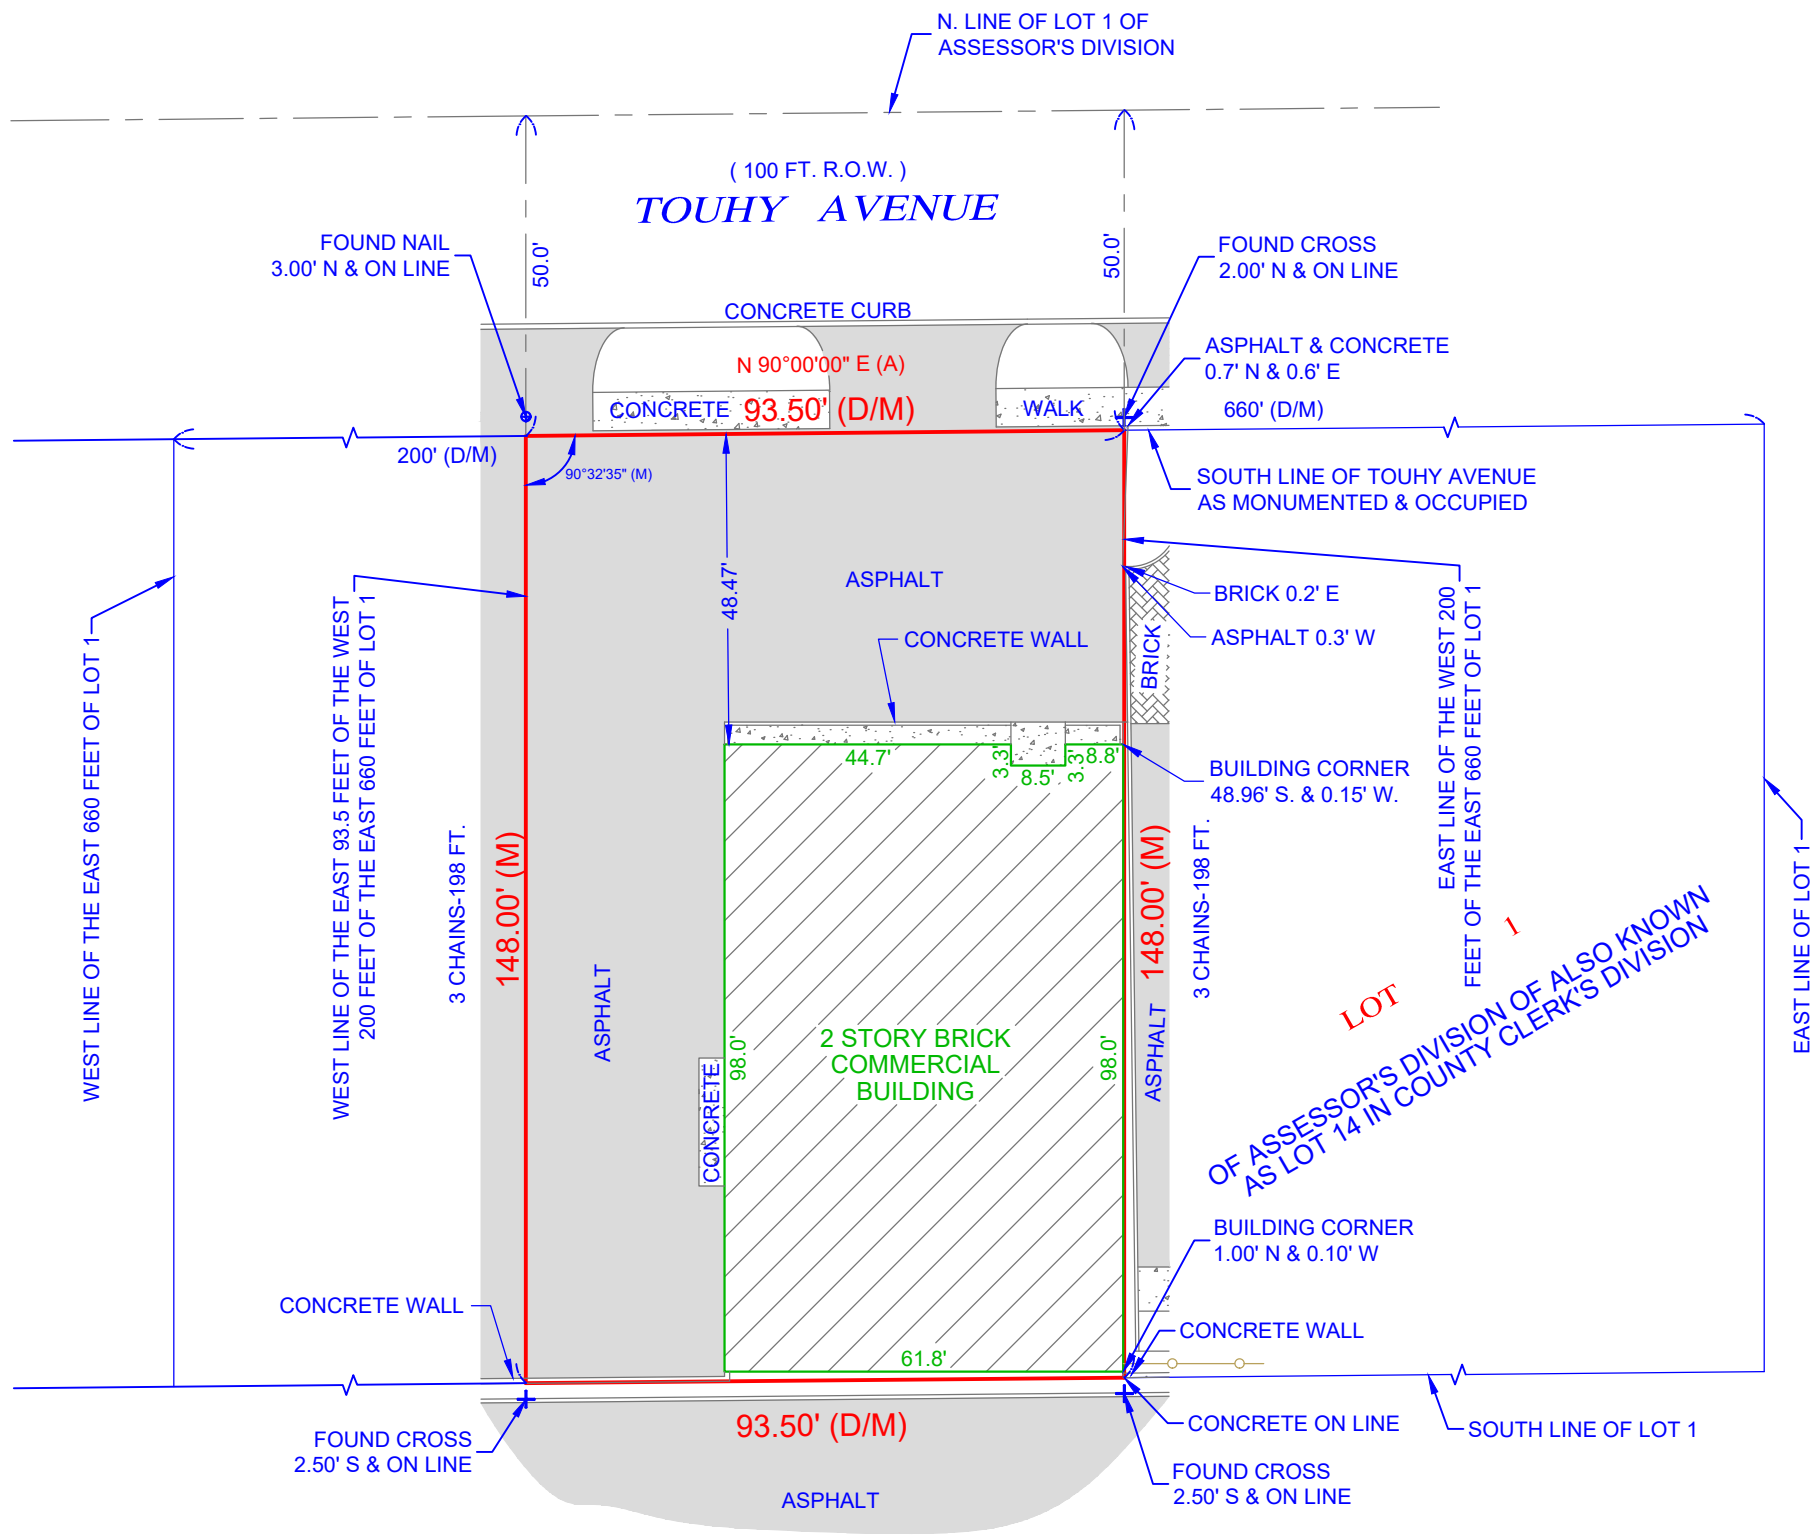 N. LINE OF LOT 1 OF
ASSESSOR'S DIVISION
( 100 FT. R.O.W. )
TOUHY AVENUE
FOUND NAIL
3.00' N & ON LINE
50.0'
50.0'
FOUND CROSS
2.00' N & ON LINE
CONCRETE CURB
ASPHALT & CONCRETE
0.7' N & 0.6' E
N 90°00'00" E (A)
CONCRETE
93.50' (D/M)
WALK
660' (D/M)
200' (D/M)
90°32'35" (M)
SOUTH LINE OF TOUHY AVENUE
AS MONUMENTED & OCCUPIED
48.47'
ASPHALT
BRICK 0.2' E
ASPHALT 0.3' W
CONCRETE WALL
BRICK
WEST LINE OF THE EAST 660 FEET OF LOT 1
WEST LINE OF THE EAST 93.5 FEET OF THE WEST
200 FEET OF THE EAST 660 FEET OF LOT 1
EAST LINE OF THE WEST 200
FEET OF THE EAST 660 FEET OF LOT 1
44.7'
3.3'
8.5'
3.3'
8.8'
BUILDING CORNER
48.96' S. & 0.15' W.
3 CHAINS-198 FT.
148.00' (M)
148.00' (M)
3 CHAINS-198 FT.
EAST LINE OF LOT 1
LOT 1
OF ASSESSOR'S DIVISION OF ALSO KNOWN
AS LOT 14 IN COUNTY CLERK'S DIVISION
ASPHALT
CONCRETE
98.0'
2 STORY BRICK
COMMERCIAL
BUILDING
98.0'
ASPHALT
BUILDING CORNER
1.00' N & 0.10' W
CONCRETE WALL
CONCRETE WALL
61.8'
93.50' (D/M)
CONCRETE ON LINE
SOUTH LINE OF LOT 1
FOUND CROSS
2.50' S & ON LINE
FOUND CROSS
2.50' S & ON LINE
ASPHALT